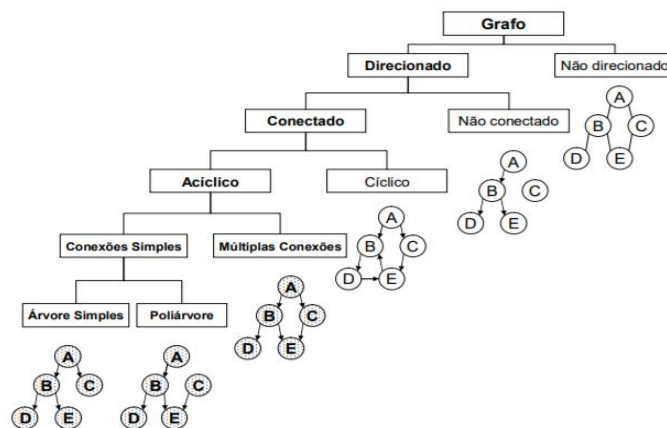 Grafo
Direcionado
Não direcionado
Conectado
Não conectado
Acíclico
Cíclico
Conexões Simples
Múltiplas Conexões
Árvore Simples
Poliárvore
A
B
C
D
E
A
B
C
D
E
A
B
C
D
E
A
B
C
D
E
A
B
C
D
E
A
B
C
D
E